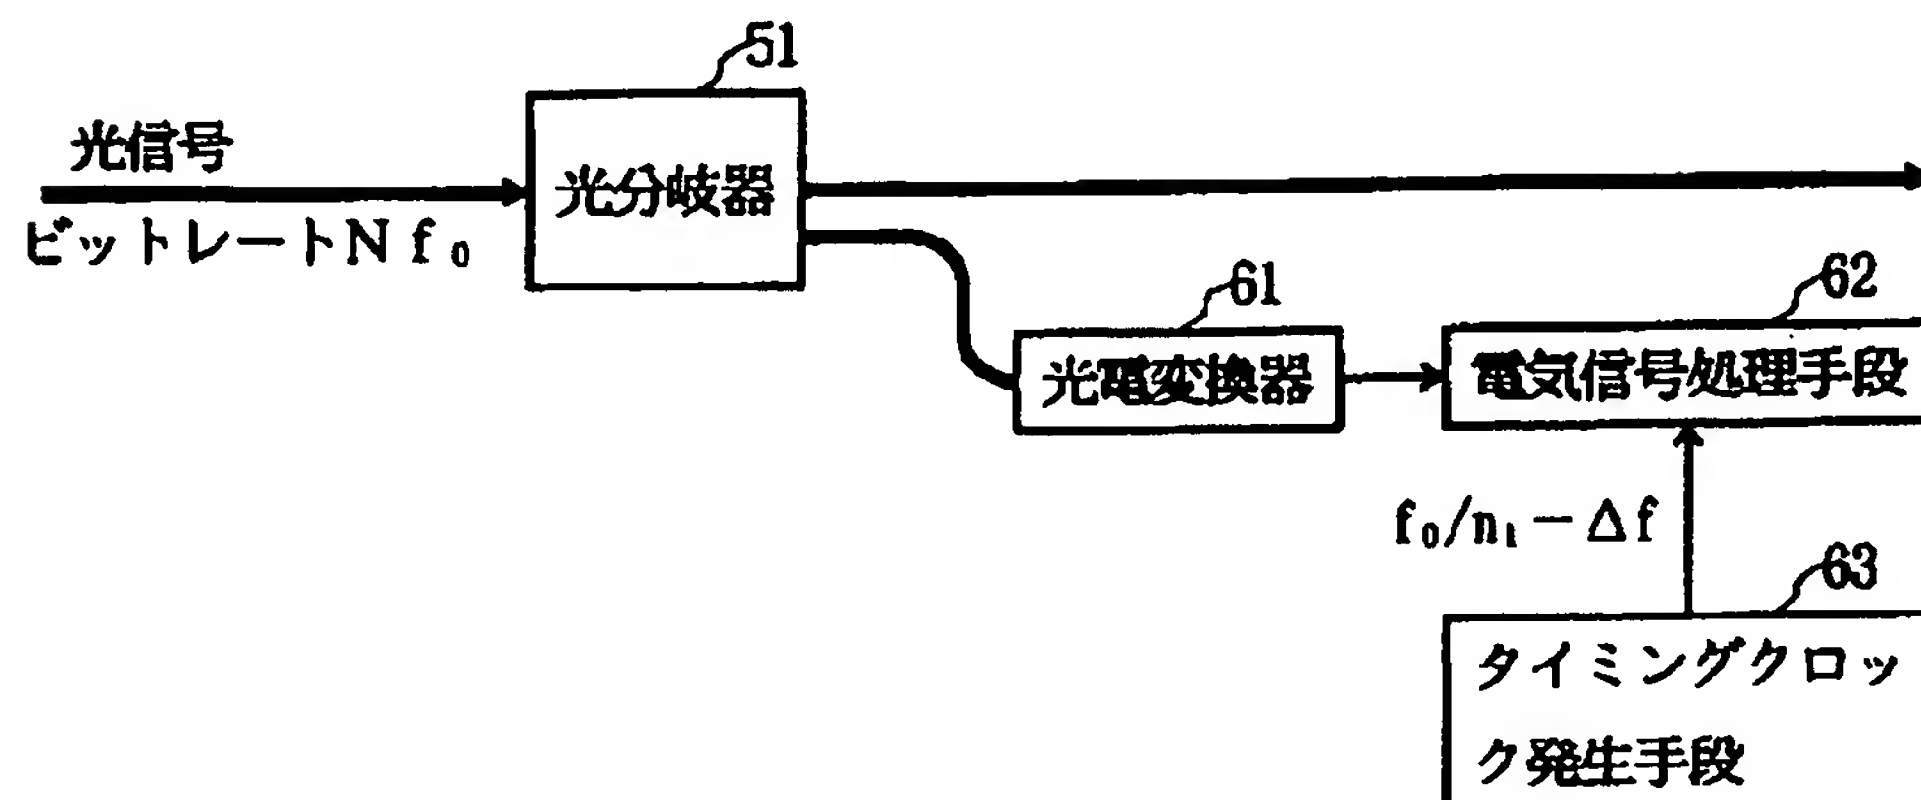 51
光信号
光分岐器
ビットレートN f₀
61
62
光電変換器
電気信号処理手段
f₀/n₁－Δf
63
タイミングクロッ
ク発生手段